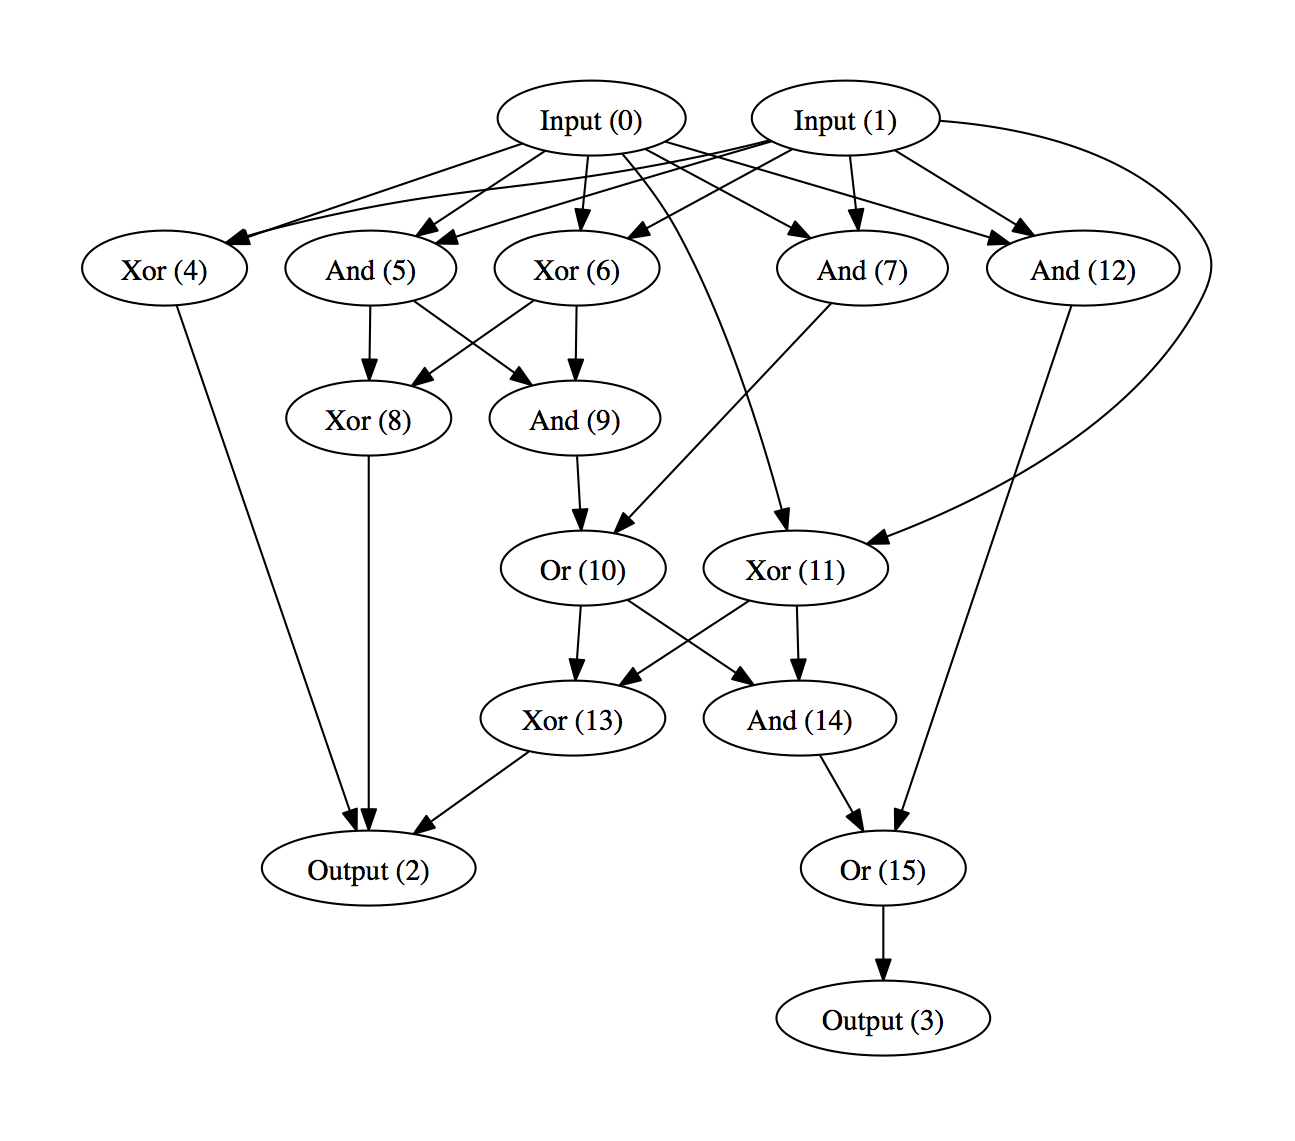 Input (0)
Input (1)
Xor (4)
And (5)
Xor (6)
And (7)
And (12)
Xor (8)
And (9)
Or (10)
Xor (11)
Xor (13)
And (14)
Output (2)
Or (15)
Output (3)